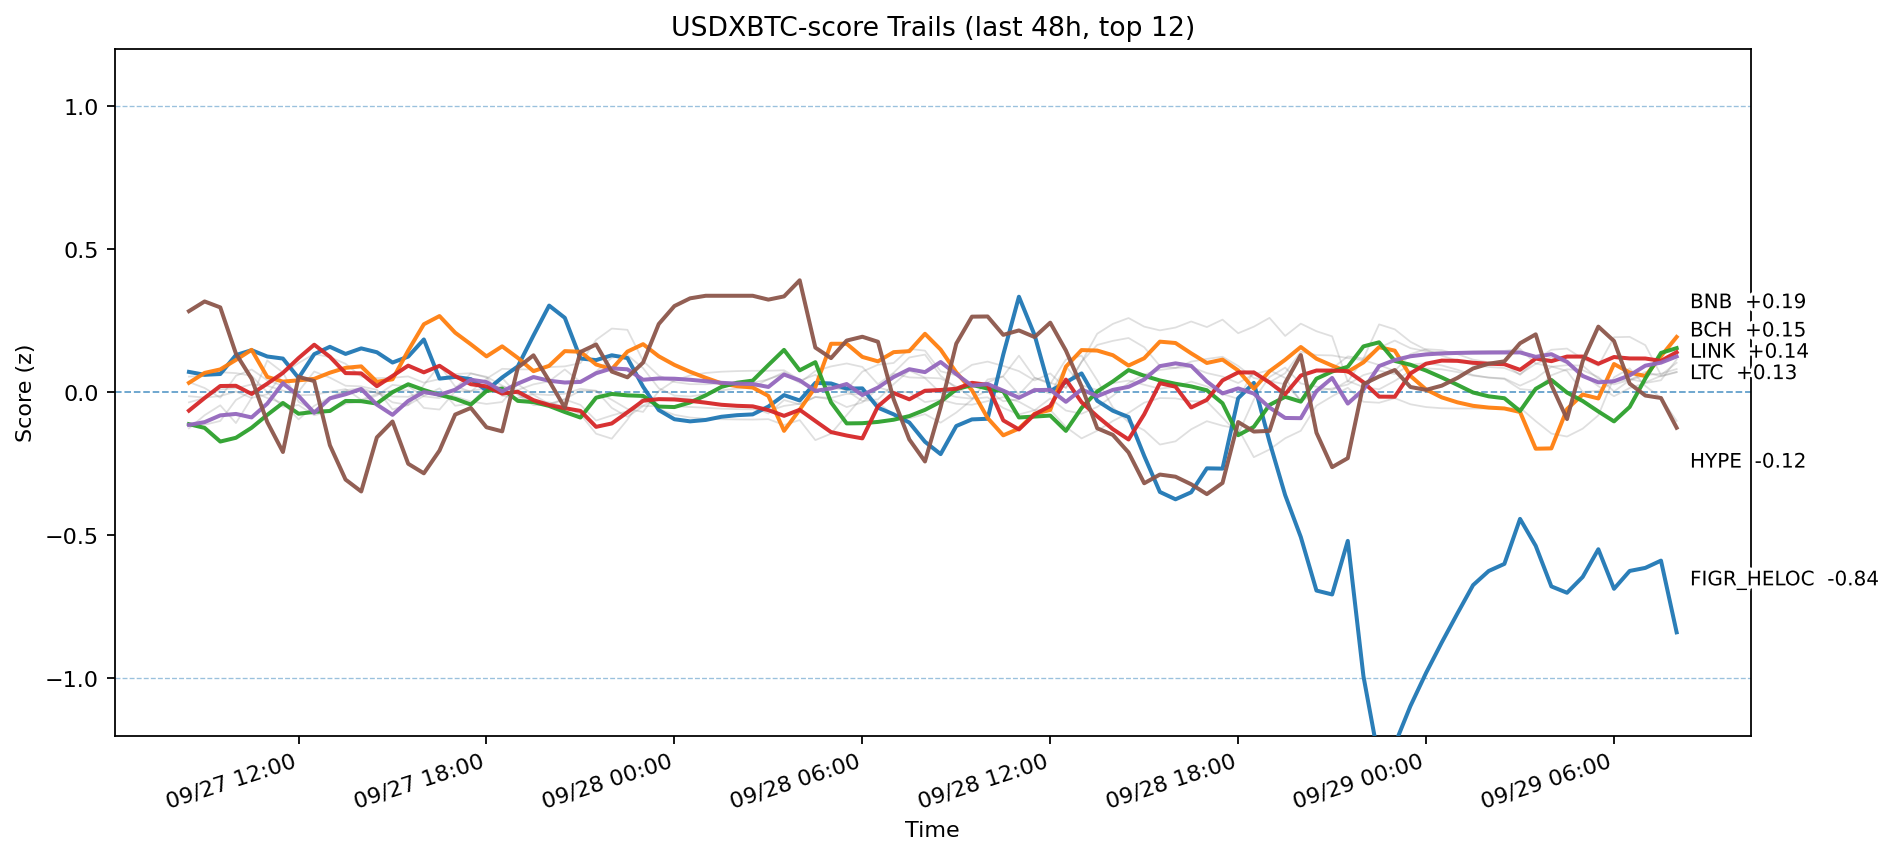 USDXBTC-score Trails (last 48h, top 12)
Score (z)
1.0
0.5
0.0
−0.5
−1.0
BNB +0.19
BCH +0.15
LINK +0.14
LTC +0.13
HYPE -0.12
FIGR_HELOC -0.84
09/27 12:00
09/27 18:00
09/28 00:00
09/28 06:00
09/28 12:00
09/28 18:00
09/29 00:00
09/29 06:00
Time